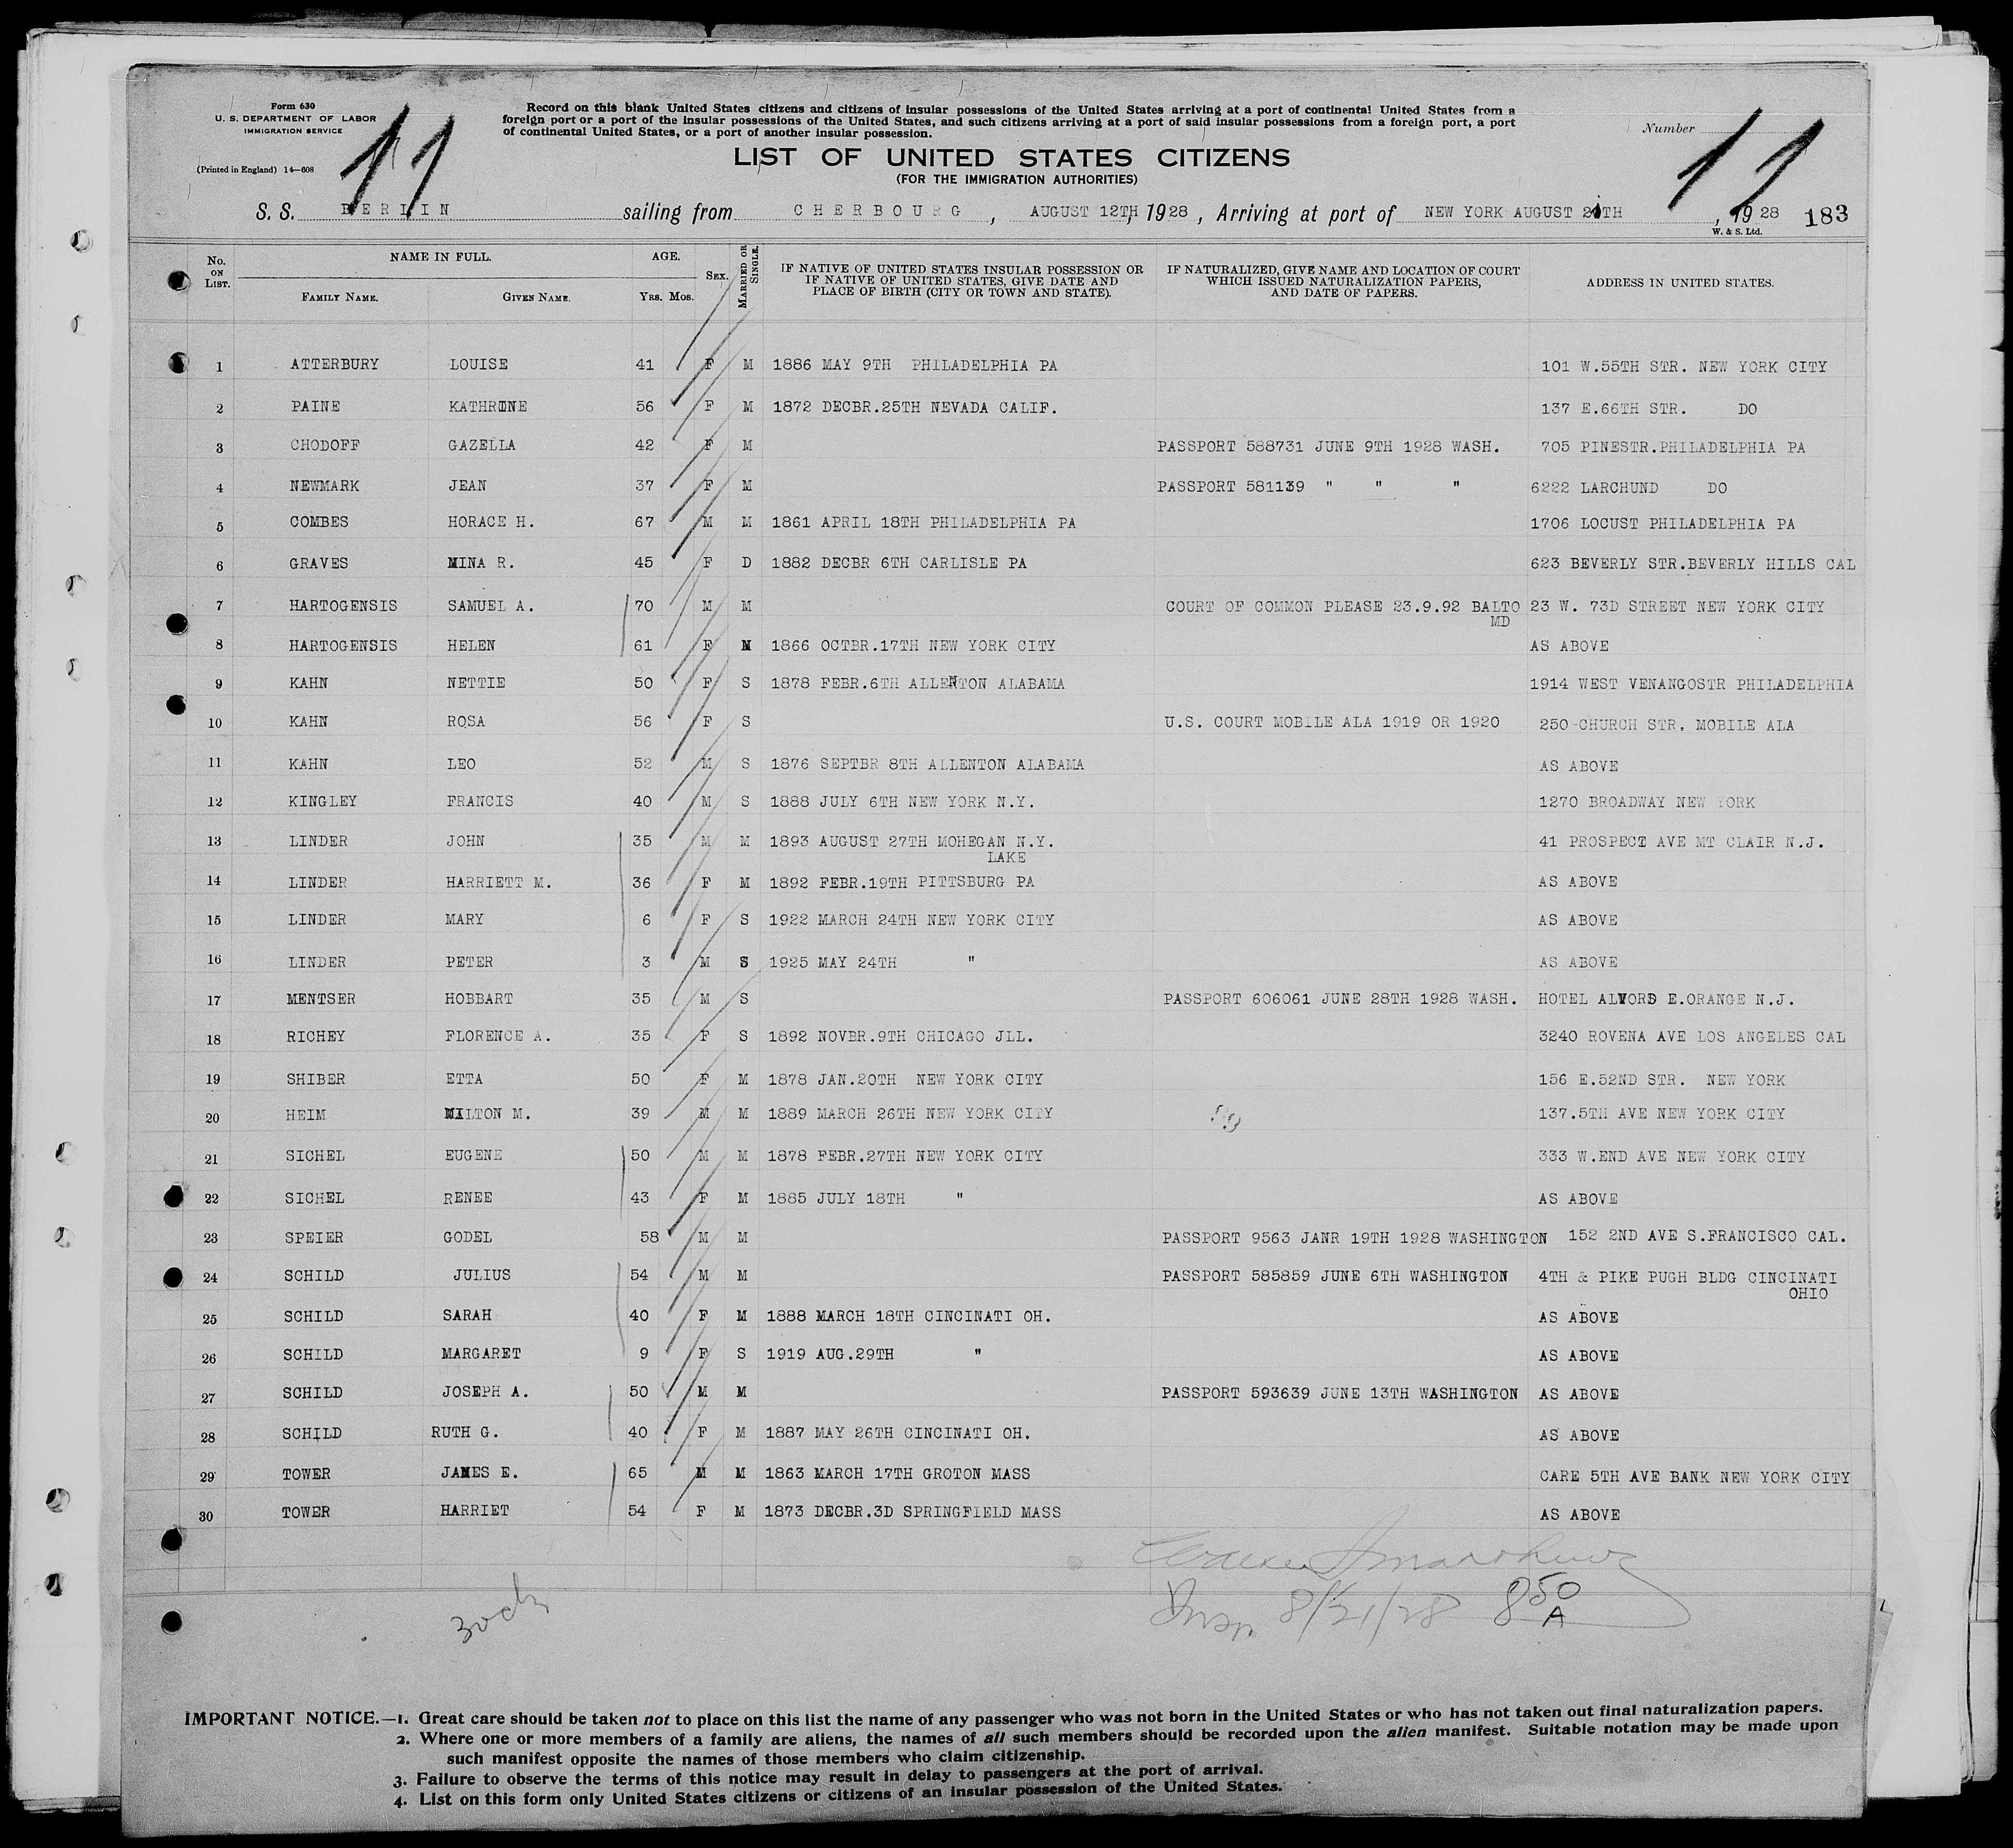 Form 630
U. S. DEPARTMENT OF LABOR
IMMIGRATION SERVICE
(Printed in England) 14—608
11
Record on this blank United States citizens and citizens of insular possessions of the United States arriving at a port of continental United States from a
foreign port or a port of the insular possessions of the United States, and such citizens arriving at a port of said insular possessions from a foreign port, a port
of continental United States, or a port of another insular possession.
Number
11
LIST OF UNITED STATES CITIZENS
(FOR THE IMMIGRATION AUTHORITIES)
S. S. BERLIN sailing from CHERBOURG, AUGUST 12TH, 1928, Arriving at port of NEW YORK AUGUST 21TH, 1928 183
W. & S. Ltd.
No. ON LIST. NAME IN FULL. FAMILY NAME. GIVEN NAME. AGE. YRS. MOS. SEX. MARRIED OR SINGLE. IF NATIVE OF UNITED STATES INSULAR POSSESSION OR IF NATIVE OF UNITED STATES, GIVE DATE AND PLACE OF BIRTH (CITY OR TOWN AND STATE). IF NATURALIZED, GIVE NAME AND LOCATION OF COURT WHICH ISSUED NATURALIZATION PAPERS, AND DATE OF PAPERS. ADDRESS IN UNITED STATES.
1 ATTERBURY LOUISE 41 F M 1886 MAY 9TH PHILADELPHIA PA 101 W.55TH STR. NEW YORK CITY
2 PAINE KATHRINE 56 F M 1872 DECBR.25TH NEVADA CALIF. 137 E.66TH STR. DO
3 CHODOFF GAZELLA 42 F M PASSPORT 588731 JUNE 9TH 1928 WASH. 705 PINESTR.PHILADELPHIA PA
4 NEWMARK JEAN 37 F M PASSPORT 581139 " " " 6222 LARCHUND DO
5 COMBES HORACE H. 67 M M 1861 APRIL 18TH PHILADELPHIA PA 1706 LOCUST PHILADELPHIA PA
6 GRAVES MINA R. 45 F D 1882 DECBR 6TH CARLISLE PA 623 BEVERLY STR.BEVERLY HILLS CAL
7 HARTOGENSIS SAMUEL A. 70 M M COURT OF COMMON PLEASE 23.9.92 BALTO MD 23 W. 73D STREET NEW YORK CITY
8 HARTOGENSIS HELEN 61 F M 1866 OCTBR.17TH NEW YORK CITY AS ABOVE
9 KAHN NETTIE 50 F S 1878 FEBR.6TH ALLENTON ALABAMA 1914 WEST VENANGOSTR PHILADELPHIA
10 KAHN ROSA 56 F S U.S. COURT MOBILE ALA 1919 OR 1920 250 CHURCH STR. MOBILE ALA
11 KAHN LEO 52 M S 1876 SEPTBR 8TH ALLENTON ALABAMA AS ABOVE
12 KINGLEY FRANCIS 40 M S 1888 JULY 6TH NEW YORK N.Y. 1270 BROADWAY NEW YORK
13 LINDER JOHN 35 M M 1893 AUGUST 27TH MOHEGAN N.Y. 41 PROSPECT AVE MT CLAIR N.J.
LAKE
14 LINDER HARRIETT M. 36 F M 1892 FEBR.19TH PITTSBURG PA AS ABOVE
15 LINDER MARY 6 F S 1922 MARCH 24TH NEW YORK CITY AS ABOVE
16 LINDER PETER 3 M S 1925 MAY 24TH " AS ABOVE
17 MENTSER HOBBART 35 M S PASSPORT 606061 JUNE 28TH 1928 WASH. HOTEL ALVORD E.ORANGE N.J.
18 RICHEY FLORENCE A. 35 F S 1892 NOVBR.9TH CHICAGO JLL. 3240 ROVENA AVE LOS ANGELES CAL
19 SHIBER ETTA 50 F M 1878 JAN.20TH NEW YORK CITY 156 E.52ND STR. NEW YORK
20 HEIM MILTON M. 39 M M 1889 MARCH 26TH NEW YORK CITY 137.5TH AVE NEW YORK CITY
21 SICHEL EUGENE 50 M M 1878 FEBR.27TH NEW YORK CITY 333 W.END AVE NEW YORK CITY
22 SICHEL RENEE 43 F M 1885 JULY 18TH " AS ABOVE
23 SPEIER GODEL 58 M M PASSPORT 9563 JANR 19TH 1928 WASHINGTON 152 2ND AVE S.FRANCISCO CAL.
24 SCHILD JULIUS 54 M M PASSPORT 585859 JUNE 6TH WASHINGTON 4TH & PIKE PUGH BLDG CINCINATI
OHIO
25 SCHILD SARAH 40 F M 1888 MARCH 18TH CINCINATI OH. AS ABOVE
26 SCHILD MARGARET 9 F S 1919 AUG.29TH " AS ABOVE
27 SCHILD JOSEPH A. 50 M M PASSPORT 593639 JUNE 13TH WASHINGTON AS ABOVE
28 SCHILD RUTH G. 40 F M 1887 MAY 26TH CINCINATI OH. AS ABOVE
29 TOWER JAMES E. 65 M M 1863 MARCH 17TH GROTON MASS CARE 5TH AVE BANK NEW YORK CITY
30 TOWER HARRIET 54 F M 1873 DECBR.3D SPRINGFIELD MASS AS ABOVE
Insp. 8/21/28 8 50 A
IMPORTANT NOTICE.—1. Great care should be taken not to place on this list the name of any passenger who was not born in the United States or who has not taken out final naturalization papers.
2. Where one or more members of a family are aliens, the names of all such members should be recorded upon the alien manifest. Suitable notation may be made upon
such manifest opposite the names of those members who claim citizenship.
3. Failure to observe the terms of this notice may result in delay to passengers at the port of arrival.
4. List on this form only United States citizens or citizens of an insular possession of the United States.